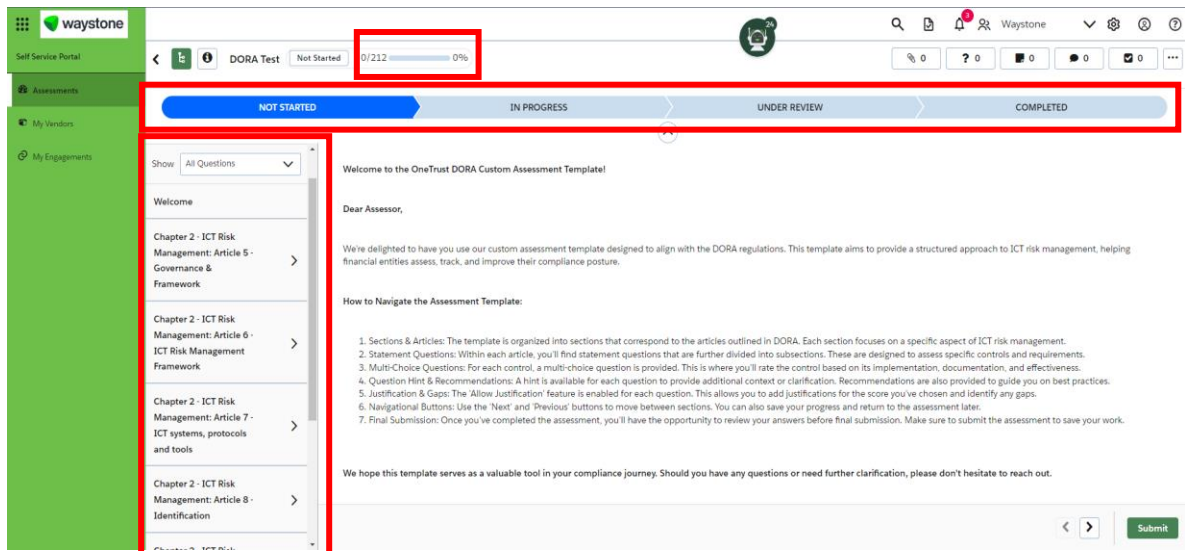 waystone
24
3
Waystone
Self Service Portal
DORA Test
Not Started
0/212
0%
0
? 0
0
0
0
Assessments
My Vendors
My Engagements
NOT STARTED
IN PROGRESS
UNDER REVIEW
COMPLETED
Show
All Questions
Welcome
Chapter 2 - ICT Risk
Management: Article 5 -
Governance &
Framework
Chapter 2 - ICT Risk
Management: Article 6 -
ICT Risk Management
Framework
Chapter 2 - ICT Risk
Management: Article 7 -
ICT systems, protocols
and tools
Chapter 2 - ICT Risk
Management: Article 8 -
Identification
Chapter 2 - ICT Risk
Welcome to the OneTrust DORA Custom Assessment Template!
Dear Assessor,
We're delighted to have you use our custom assessment template designed to align with the DORA regulations. This template aims to provide a structured approach to ICT risk management, helping
financial entities assess, track, and improve their compliance posture.
How to Navigate the Assessment Template:
1. Sections & Articles: The template is organized into sections that correspond to the articles outlined in DORA. Each section focuses on a specific aspect of ICT risk management.
2. Statement Questions: Within each article, you'll find statement questions that are further divided into subsections. These are designed to assess specific controls and requirements.
3. Multi-Choice Questions: For each control, a multi-choice question is provided. This is where you'll rate the control based on its implementation, documentation, and effectiveness.
4. Question Hint & Recommendations: A hint is available for each question to provide additional context or clarification. Recommendations are also provided to guide you on best practices.
5. Justification & Gaps: The 'Allow Justification' feature is enabled for each question. This allows you to add justifications for the score you've chosen and identify any gaps.
6. Navigational Buttons: Use the 'Next' and 'Previous' buttons to move between sections. You can also save your progress and return to the assessment later.
7. Final Submission: Once you've completed the assessment, you'll have the opportunity to review your answers before final submission. Make sure to submit the assessment to save your work.
We hope this template serves as a valuable tool in your compliance journey. Should you have any questions or need further clarification, please don't hesitate to reach out.
Submit